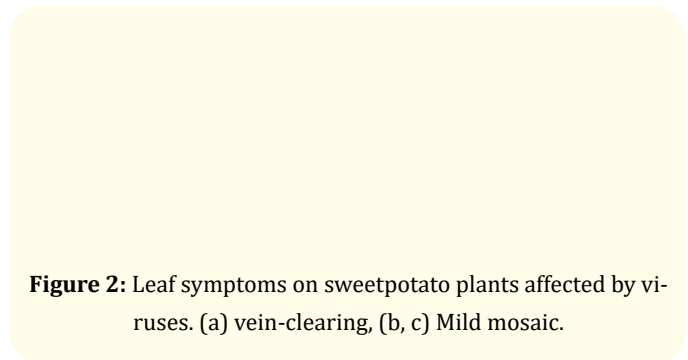 Figure 2: Leaf symptoms on sweetpotato plants affected by vi-
ruses. (a) vein-clearing, (b, c) Mild mosaic.